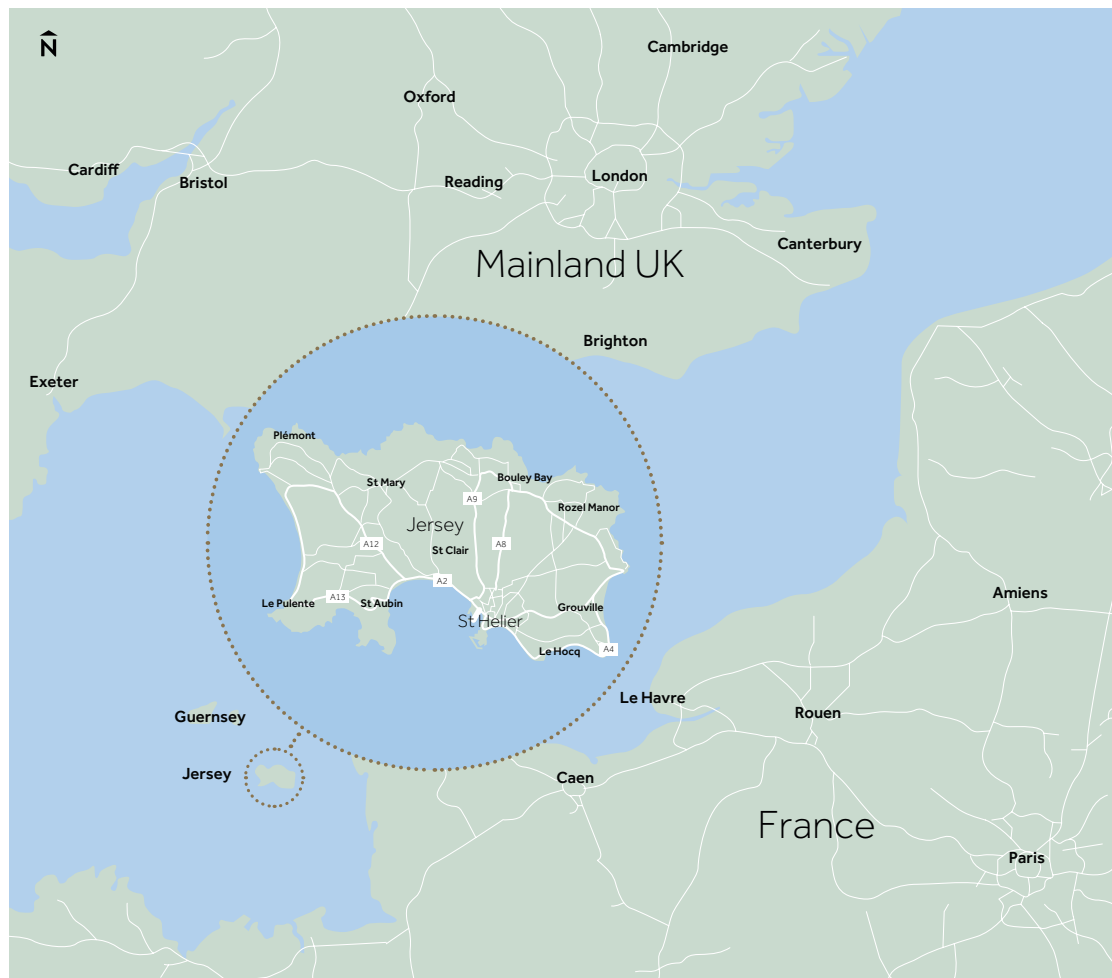 N
Cambridge
Oxford
Cardiff
Bristol
Reading
London
Canterbury
Mainland UK
Brighton
Exeter
Plémont
St Mary
Bouley Bay
A9
Rozel Manor
Jersey
A12
St Clair
A8
A2
A13
Le Pulente
St Aubin
Grouville
St Helier
Le Hocq
A4
Amiens
Le Havre
Guernsey
Rouen
Jersey
Caen
France
Paris